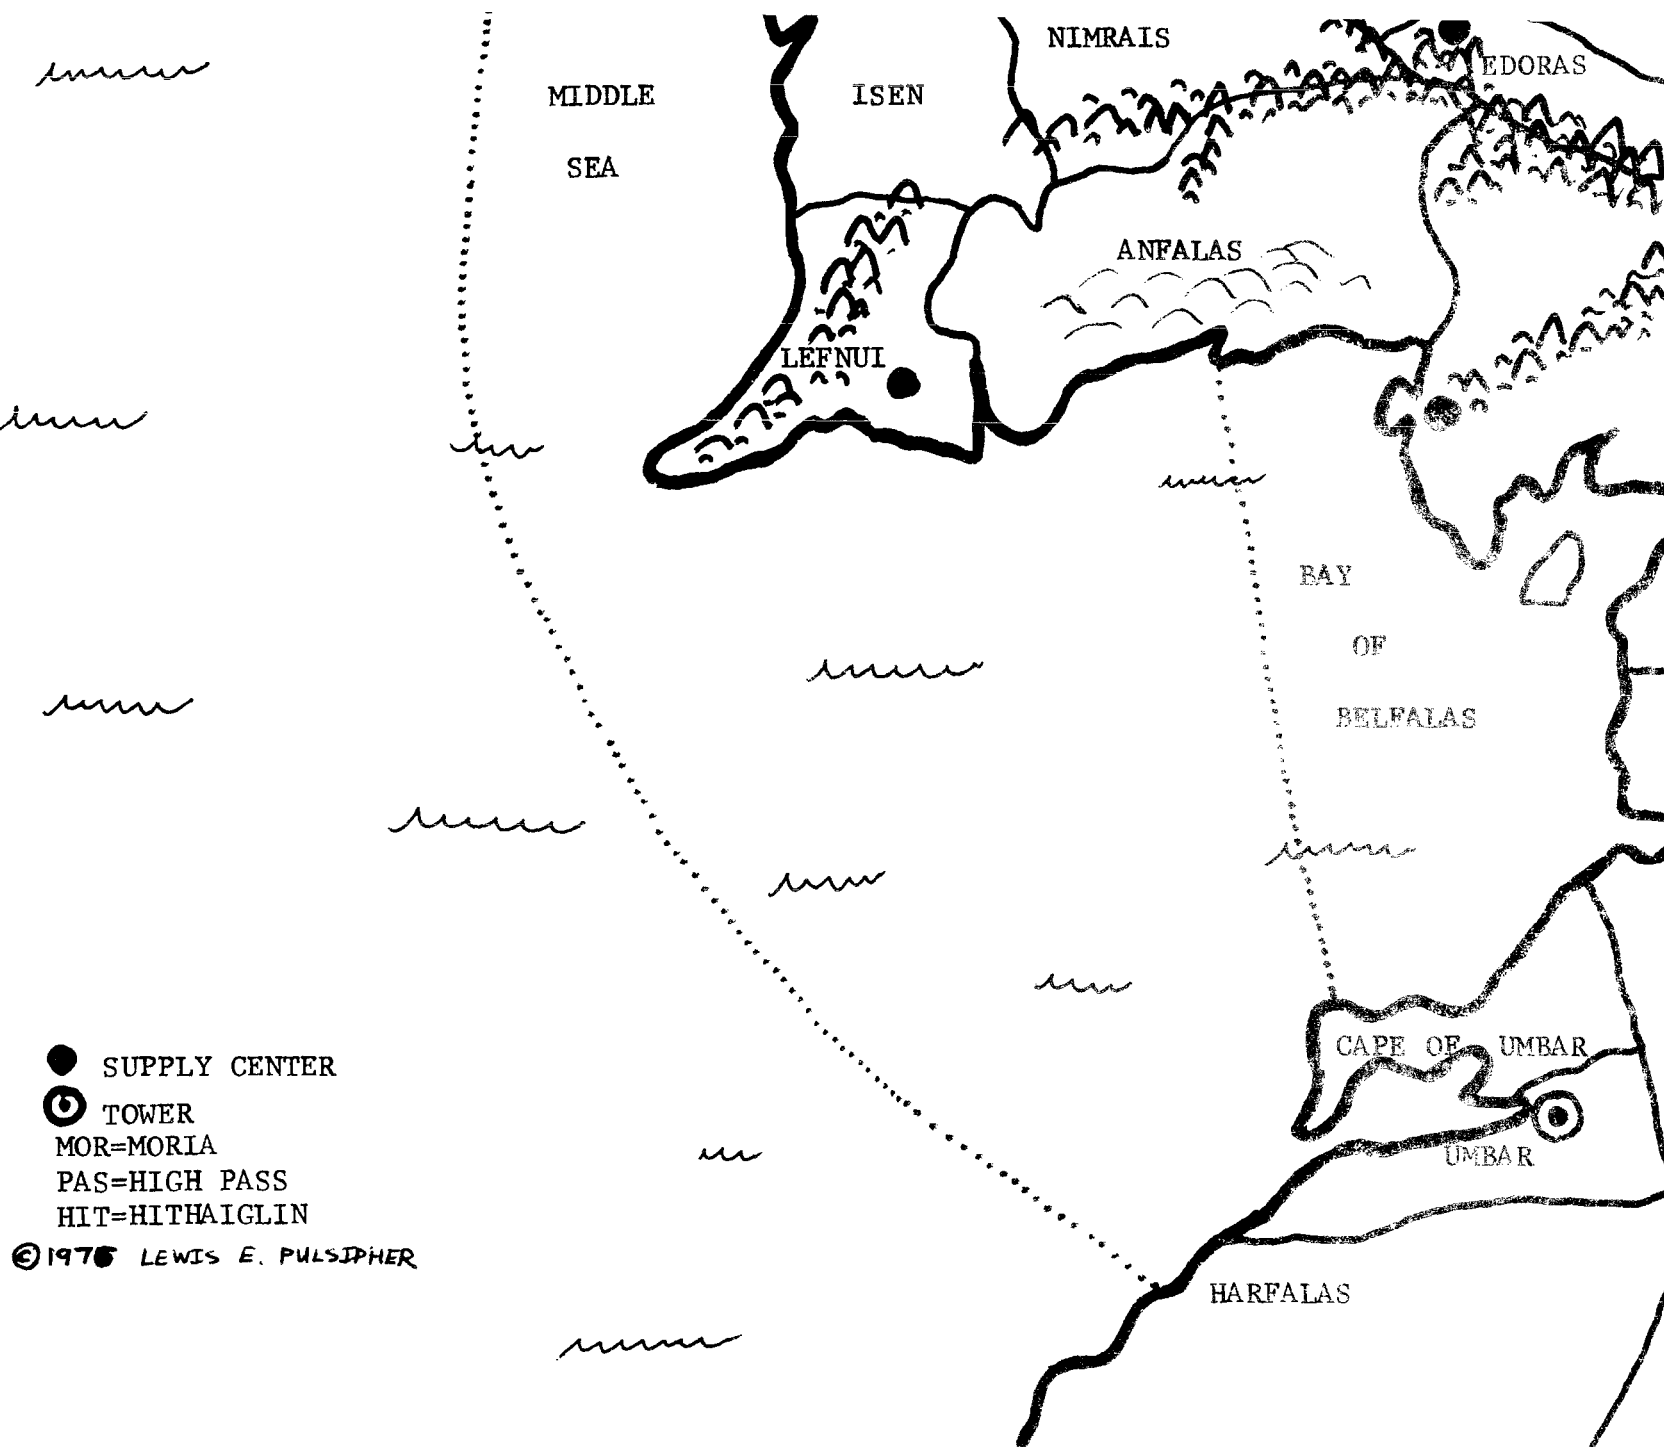 NIMRAIS
EDORAS
MIDDLE
SEA
ISEN
ANFALAS
LEFNUI
BAY
OF
BELFALAS
CAPE OF UMBAR
UMBAR
HARFALAS
SUPPLY CENTER
TOWER
MOR=MORIA
PAS=HIGH PASS
HIT=HITHAIGLIN
LEWIS E. PULSIPHER